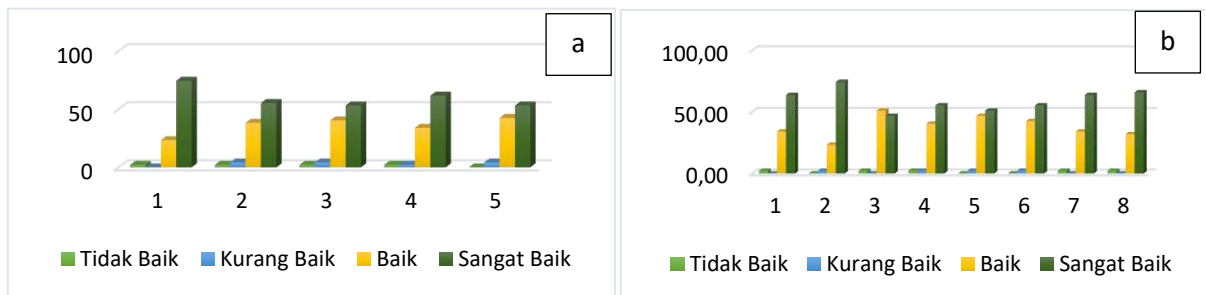 a
100
50
0
1 2 3 4 5
Tidak Baik Kurang Baik Baik Sangat Baik
b
100,00
50,00
0,00
1 2 3 4 5 6 7 8
Tidak Baik Kurang Baik Baik Sangat Baik